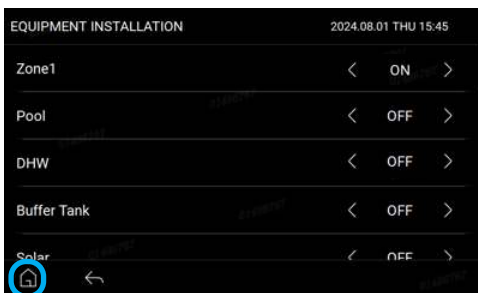 EQUIPMENT INSTALLATION 2024.08.01 THU 15:45
Zone1 < ON >
Pool < OFF >
DHW < OFF >
Buffer Tank < OFF >
Solar < OFF >